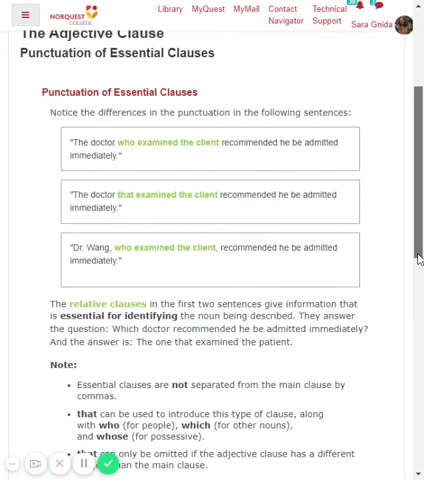 NORQUEST
COLLEGE
Library
MyQuest
MyMail
Contact
Navigator
Technical
Support
Sara Gnida
The Adjective Clause
Punctuation of Essential Clauses
Punctuation of Essential Clauses
Notice the differences in the punctuation in the following sentences:
"The doctor who examined the client recommended he be admitted
immediately."
"The doctor that examined the client recommended he be admitted
immediately."
"Dr. Wang, who examined the client, recommended he be admitted
immediately."
The relative clauses in the first two sentences give information that
is essential for identifying the noun being described. They answer
the question: Which doctor recommended he be admitted immediately?
And the answer is: The one that examined the patient.
Note:
Essential clauses are not separated from the main clause by
commas.
that can be used to introduce this type of clause, along
with who (for people), which (for other nouns),
and whose (for possessive).
that can only be omitted if the adjective clause has a different
than the main clause.